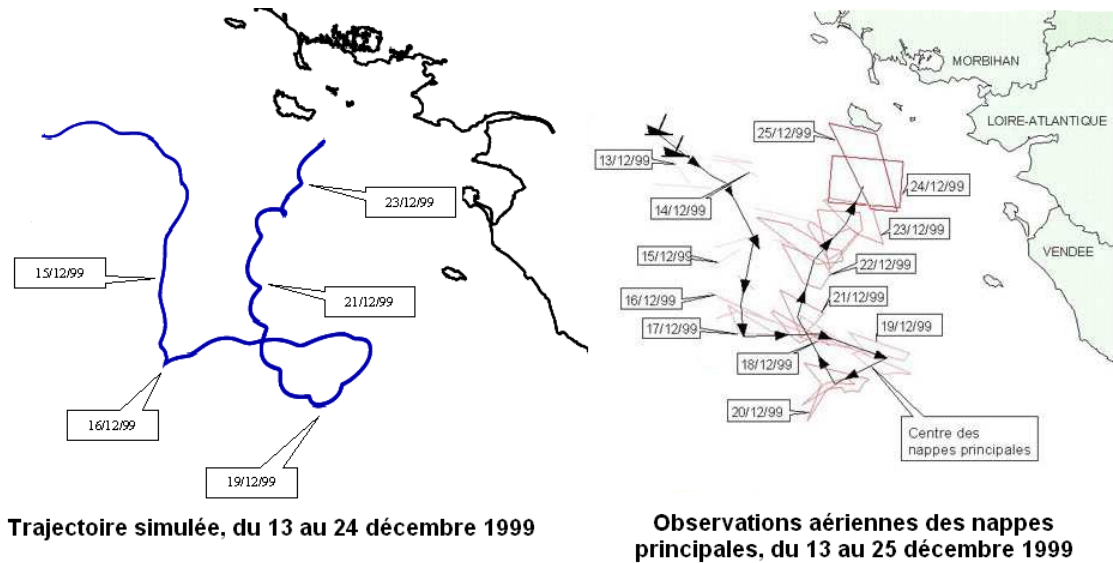 15/12/99
16/12/99
19/12/99
21/12/99
23/12/99
Trajectoire simulée, du 13 au 24 décembre 1999
MORBIHAN
LOIRE-ATLANTIQUE
VENDEE
25/12/99
13/12/99
24/12/99
14/12/99
23/12/99
15/12/99
22/12/99
16/12/99
21/12/99
17/12/99
19/12/99
18/12/99
20/12/99
Centre des
nappes principales
Observations aériennes des nappes
principales, du 13 au 25 décembre 1999